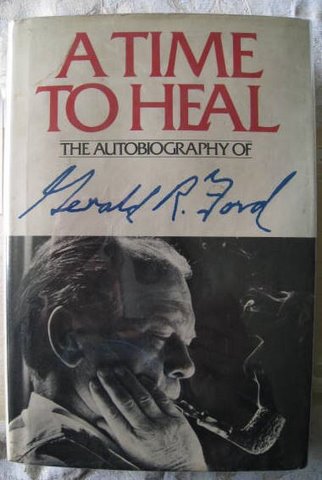 A TIME
TO HEAL
THE AUTOBIOGRAPHY OF
Gerald R. Ford